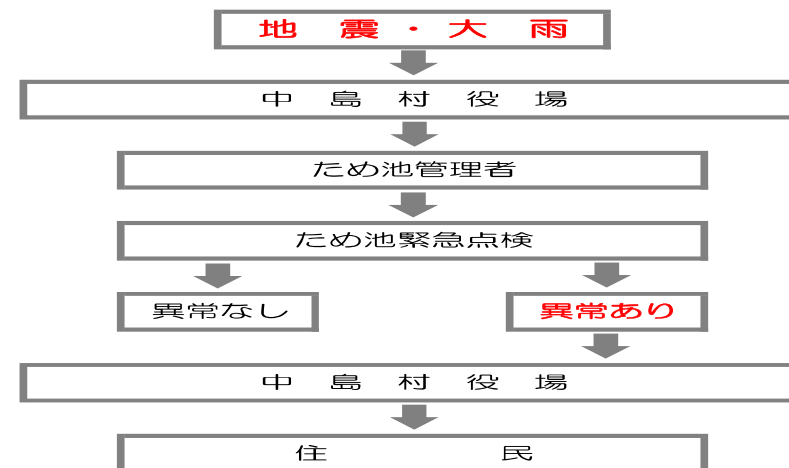 地　震・大　雨
中　島　村　役　場
ため池管理者
ため池緊急点検
異常なし
異常あり
中　島　村　役　場
住　　　　民